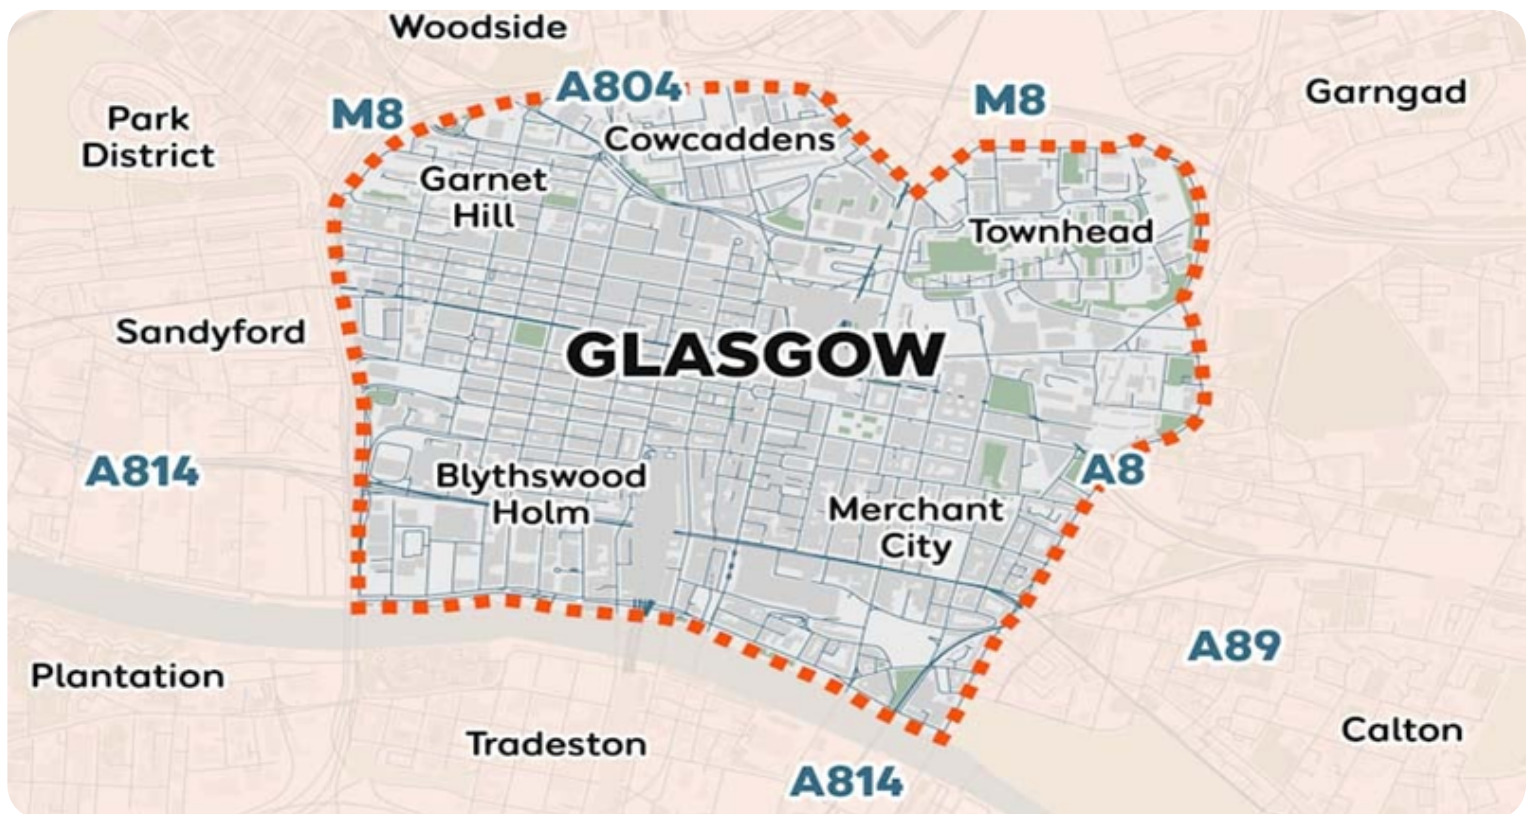 Woodside
A804
M8
M8
Garngad
Park
District
Cowcaddens
Garnet
Hill
Townhead
Sandyford
GLASGOW
A814
Blythswood
Holm
A8
Merchant
City
A89
Plantation
Tradeston
Calton
A814